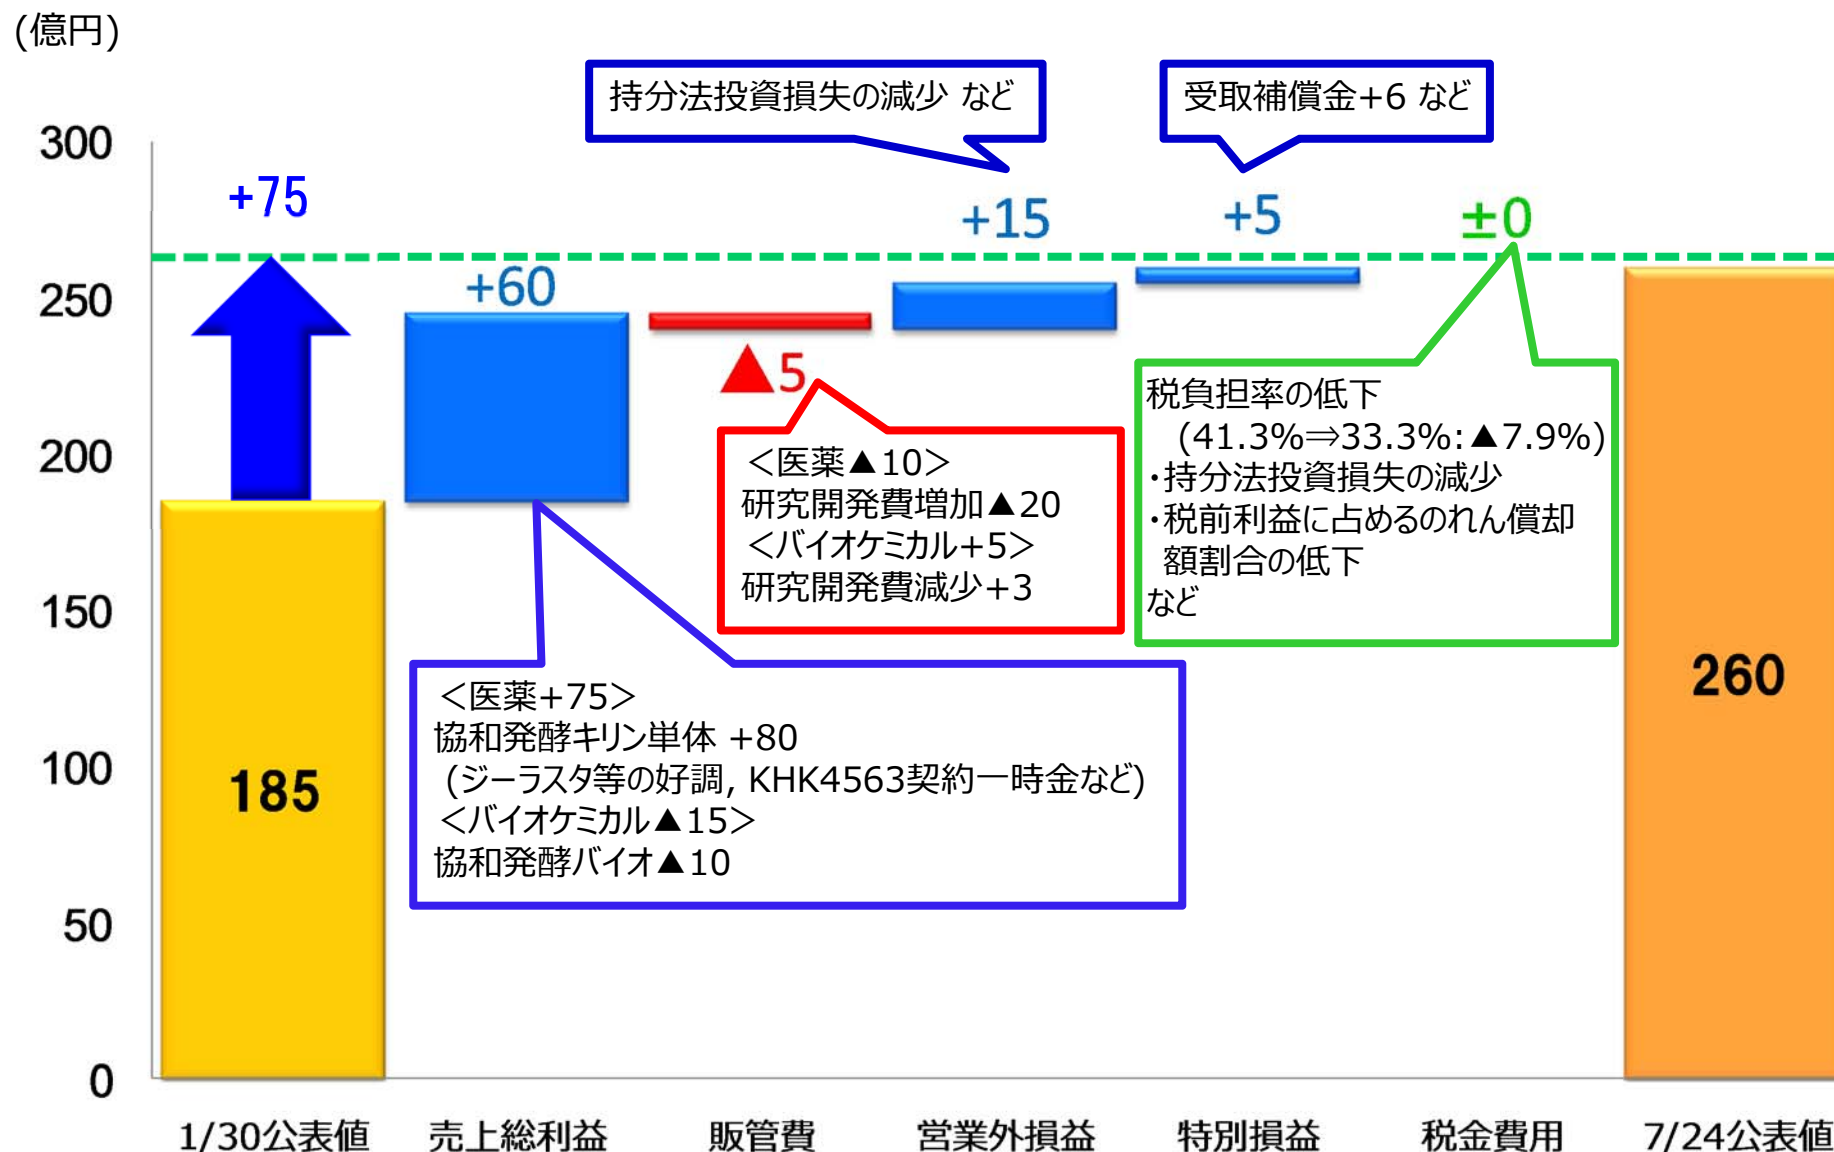 (億円)
持分法投資損失の減少 など
受取補償金+6 など
300
250
200
150
100
50
0
+75
+60
▲5
+15
+5
±0
185
260
<医薬▲10>
研究開発費増加▲20
<バイオケミカル+5>
研究開発費減少+3
税負担率の低下
(41.3%⇒33.3%:▲7.9%)
・持分法投資損失の減少
・税前利益に占めるのれん償却
額割合の低下
など
<医薬+75>
協和発酵キリン単体 +80
(ジーラスタ等の好調, KHK4563契約一時金など)
<バイオケミカル▲15>
協和発酵バイオ▲10
1/30公表値
売上総利益
販管費
営業外損益
特別損益
税金費用
7/24公表値